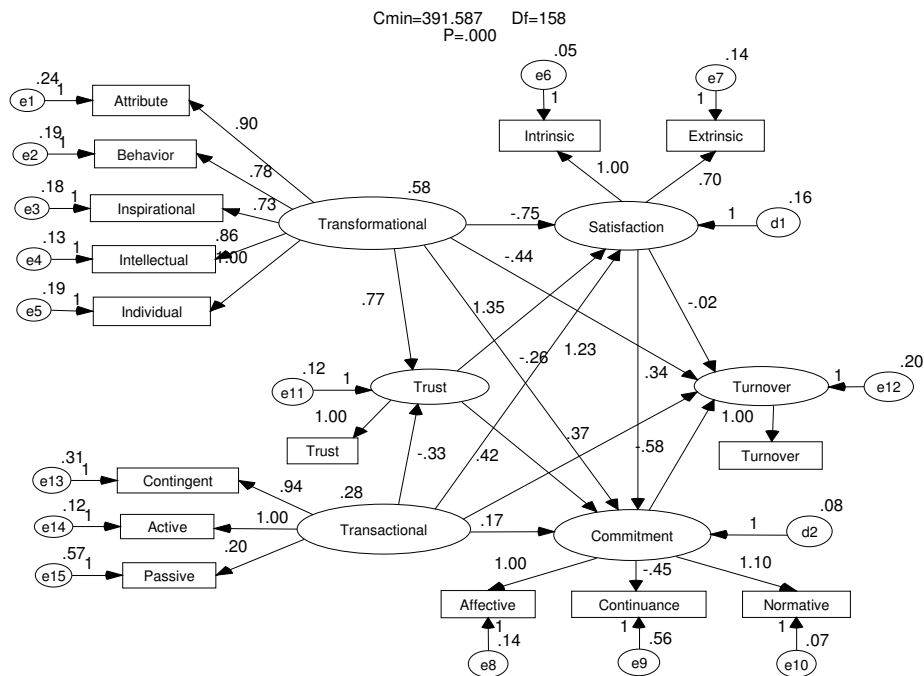 Cmin=391.587 Df=158
P=.000
.24
e1
1
Attribute
.19
e2
1
Behavior
.18
e3
1
Inspirational
.13
e4
1
Intellectual
.19
e5
1
Individual
.90
.78
.73
.86
1.00
.58
Transformational
.05
e6
1
Intrinsic
.14
e7
1
Extrinsic
1.00
.70
Satisfaction
.16
1
d1
-.75
-.44
.77
1.35
-.26
1.23
.34
-.02
.12
e11
1
Trust
1.00
Trust
-.33
.42
.37
-.58
Turnover
.20
1
e12
1.00
Turnover
.31
e13
1
Contingent
.12
e14
1
Active
.57
e15
1
Passive
.94
1.00
.20
.28
Transactional
.17
Commitment
.08
1
d2
1.00
-.45
1.10
Affective
Continuance
Normative
1
.14
e8
1
.56
e9
1
.07
e10